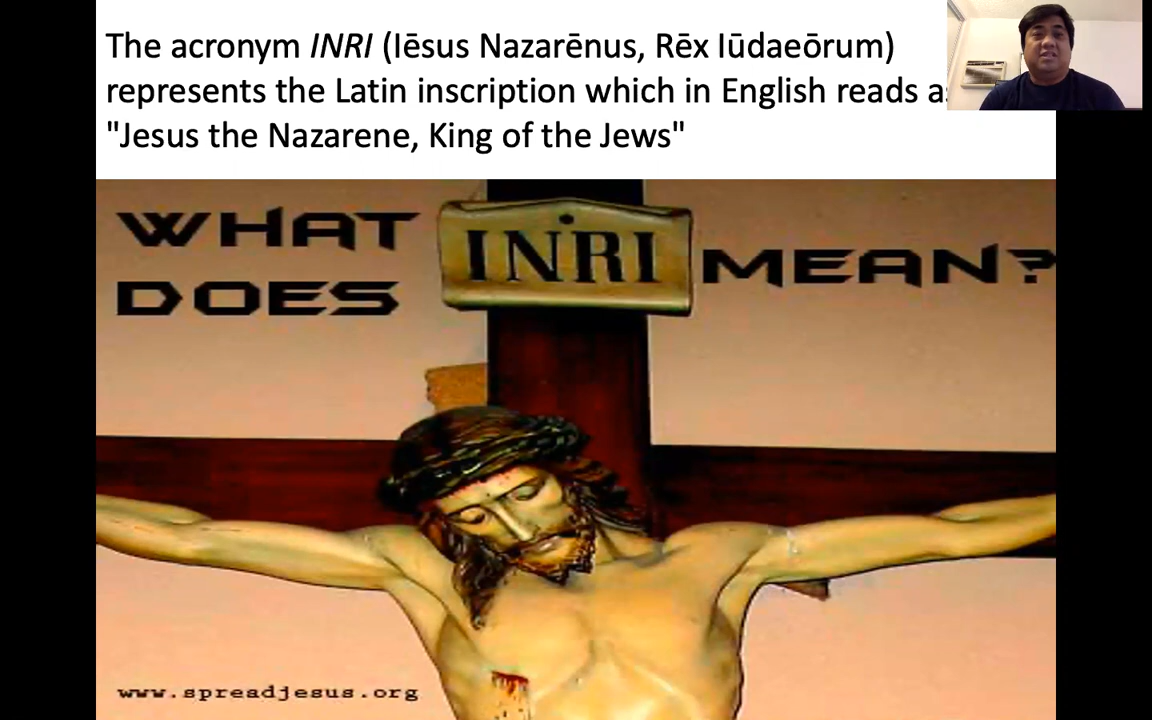 The acronym INRI (Iēsus Nazarēnus, Rēx Iūdaeōrum)
represents the Latin inscription which in English reads
"Jesus the Nazarene, King of the Jews"
WHAT
DOES
INRI
MEAN?
www.spreadjesus.org